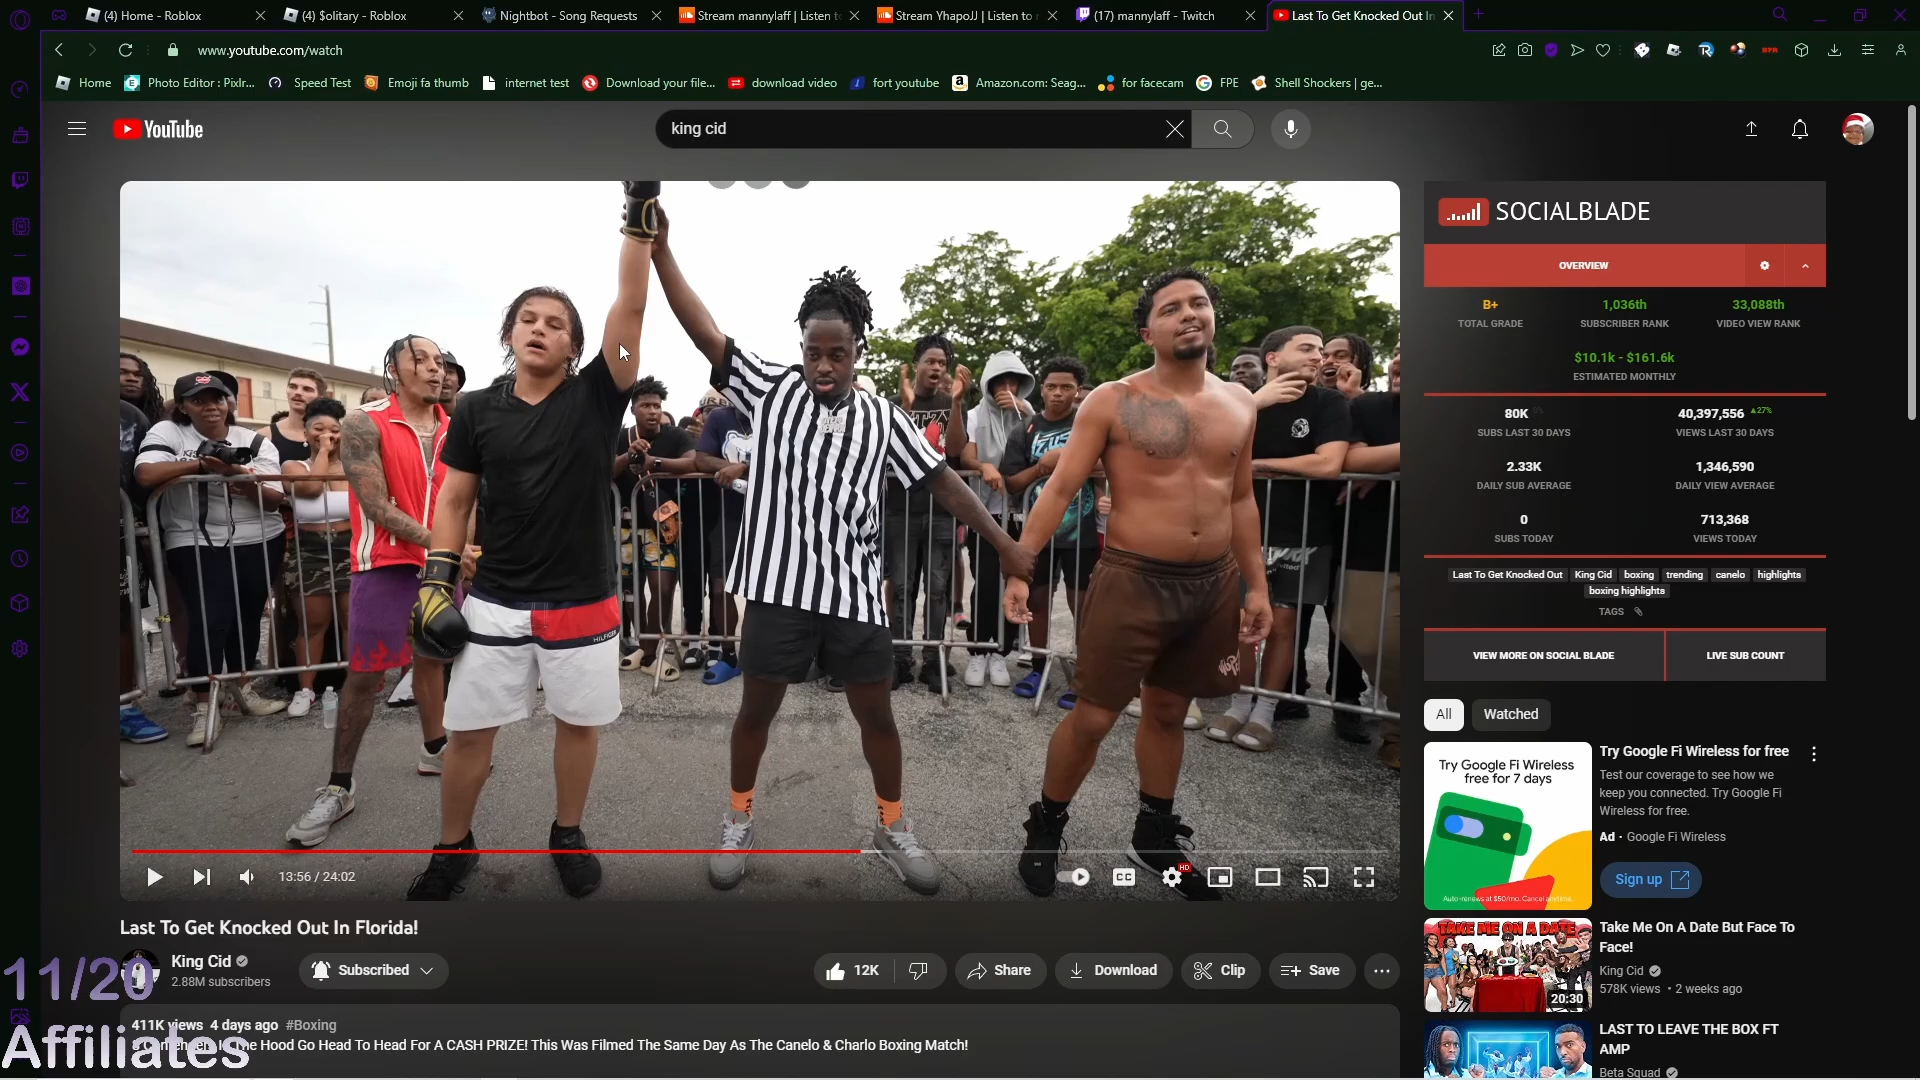 (4) Home - Roblox
(4) $olitary - Roblox
Nightbot - Song Requests
Stream mannylaff | Listen to
Stream YhapoJJ | Listen to
(17) mannylaff - Twitch
Last To Get Knocked Out In
www.youtube.com/watch
Home
Photo Editor : Pixlr...
Speed Test
Emoji fa thumb
internet test
Download your file...
download video
fort youtube
Amazon.com: Seag...
for facecam
FPE
Shell Shockers | ge...
YouTube
king cid
SOCIALBLADE
OVERVIEW
B+ 1,036th 33,088th
TOTAL GRADE SUBSCRIBER RANK VIDEO VIEW RANK
$10.1k - $161.6k
ESTIMATED MONTHLY
80K 0% 40,397,556 ▲27%
SUBS LAST 30 DAYS VIEWS LAST 30 DAYS
2.33K 1,346,590
DAILY SUB AVERAGE DAILY VIEW AVERAGE
0 713,368
SUBS TODAY VIEWS TODAY
Last To Get Knocked Out King Cid boxing trending canelo highlights
boxing highlights
TAGS
VIEW MORE ON SOCIAL BLADE LIVE SUB COUNT
All Watched
HILFIGER
13:56 / 24:02
CC
HD
Last To Get Knocked Out In Florida!
King Cid
2.88M subscribers
Subscribed
12K
Share
Download
Clip
Save
411K views 4 days ago #Boxing
The Hood Go Head To Head For A CASH PRIZE! This Was Filmed The Same Day As The Canelo & Charlo Boxing Match!
11/20
Affiliates
Try Google Fi Wireless
free for 7 days
Auto-renews at $50/mo. Cancel anytime.
Try Google Fi Wireless for free
Test our coverage to see how we
keep you connected. Try Google Fi
Wireless for free.
Ad · Google Fi Wireless
Sign up
TAKE ME ON A DATE
20:30
Take Me On A Date But Face To
Face!
King Cid
578K views • 2 weeks ago
LAST TO LEAVE THE BOX FT
AMP
Beta Squad